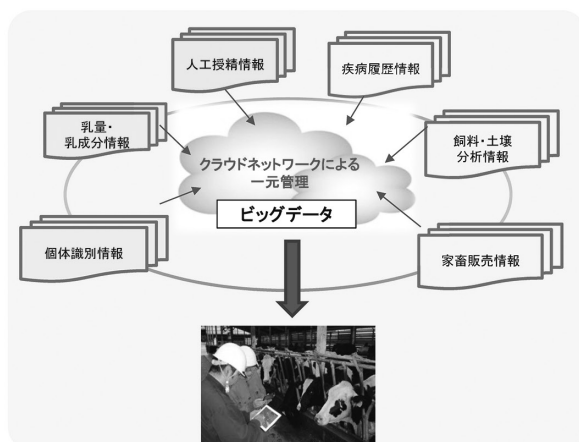 人工授精情報
疾病履歴情報
乳量・
乳成分情報
飼料・土壌
分析情報
クラウドネットワークによる
一元管理
ビッグデータ
個体識別情報
家畜販売情報